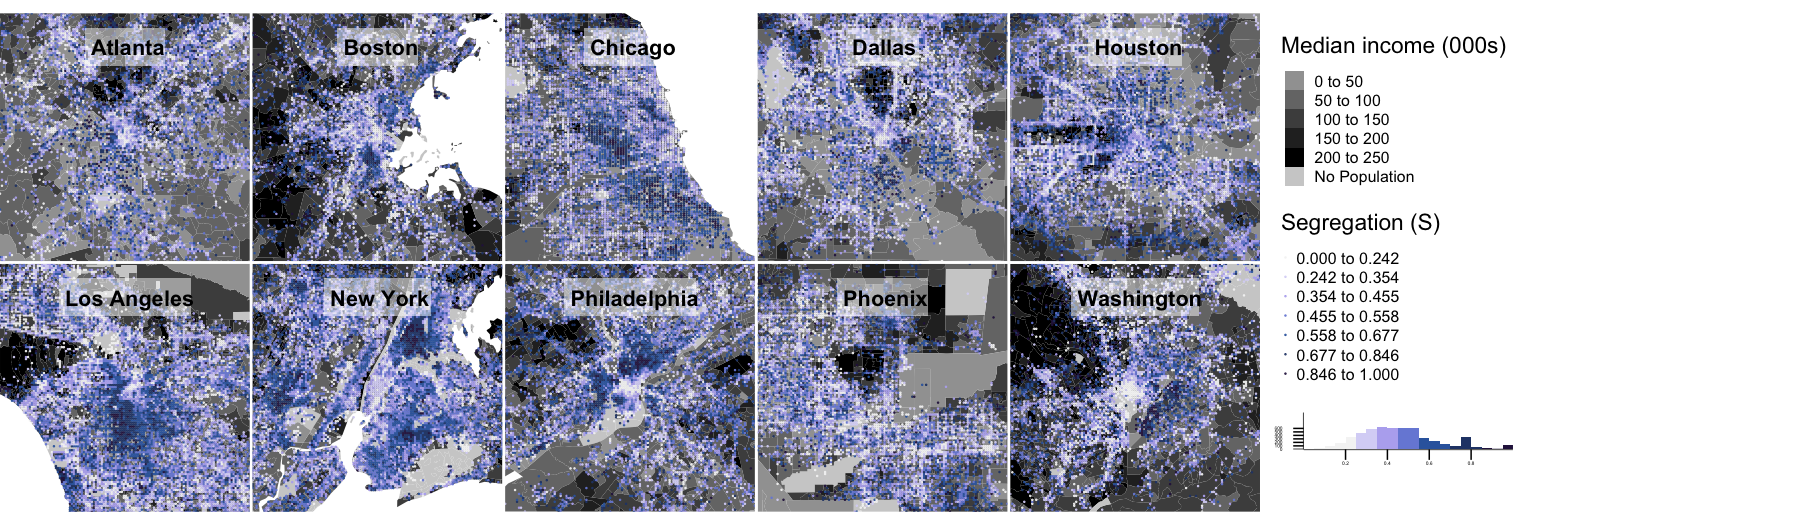 Atlanta
Boston
Chicago
Dallas
Houston
Los Angeles
New York
Philadelphia
Phoenix
Washington
Median income (000s)
0 to 50
50 to 100
100 to 150
150 to 200
200 to 250
No Population
Segregation (S)
0.000 to 0.242
0.242 to 0.354
0.354 to 0.455
0.455 to 0.558
0.558 to 0.677
0.677 to 0.846
0.846 to 1.000
0.2 0.4 0.6 0.8